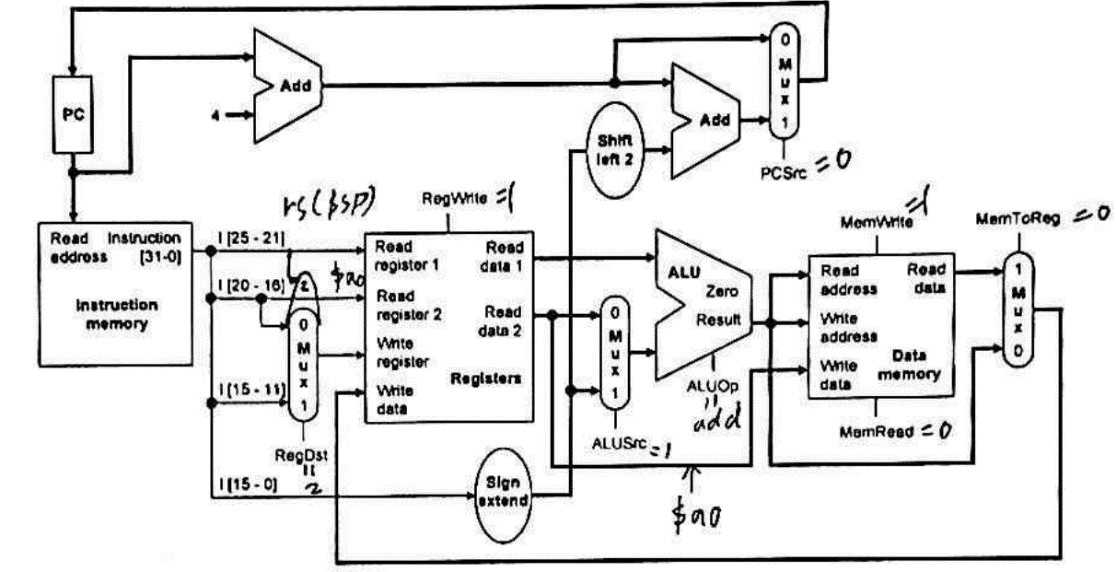 PC
4
Add
Shift
left 2
Add
0
M
u
x
1
PCSrc =0
Read address
Instruction [31-0]
Instruction memory
rs($sp)
I [25 - 21]
$a0
I [20 - 16]
2
0
M
u
x
1
I [15 - 11]
RegDst
=
2
I [15 - 0]
RegWrite =1
Read register 1
Read data 1
Read register 2
Read data 2
Write register
Write data
Registers
Sign extend
0
M
u
x
1
ALUSrc =1
ALU
Zero
Result
ALUOp
=
add
$a0
MemWrite =1
Read address
Read data
Write address
Write data
Data memory
MemRead =0
MemToReg =0
1
M
u
x
0